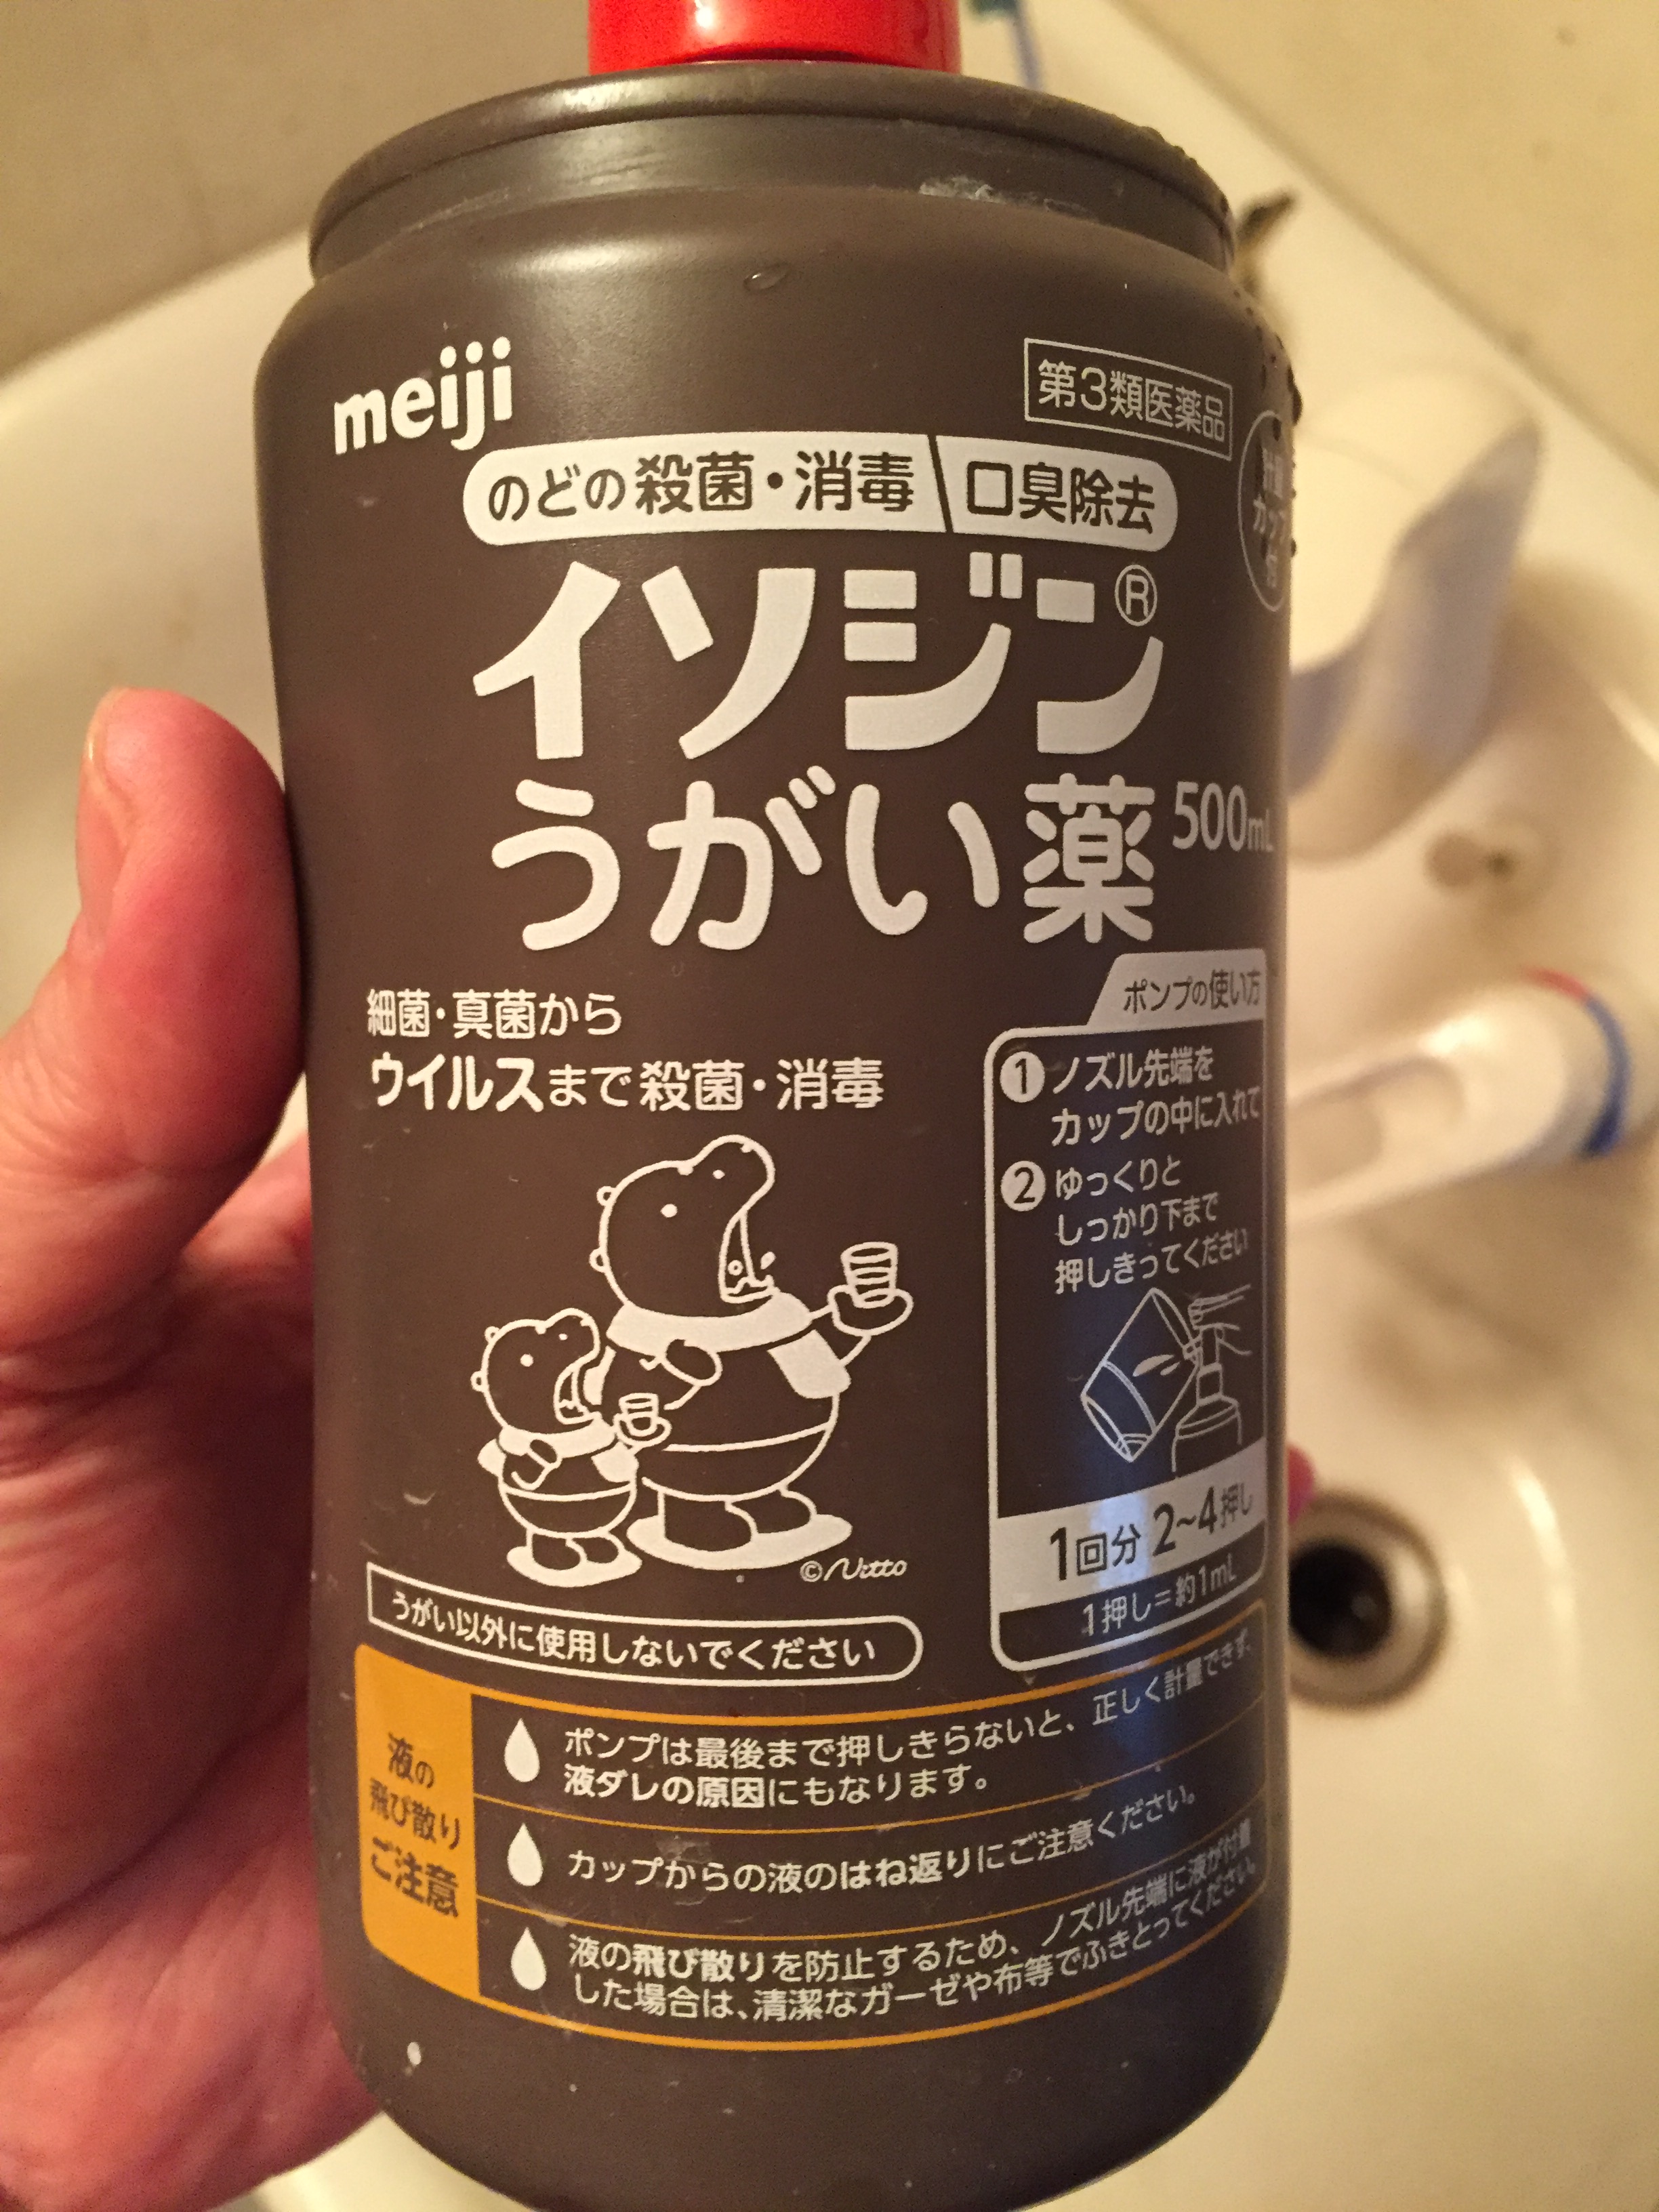 meiji
第3類医薬品
のどの殺菌・消毒 口臭除去
イソジン®
うがい薬 500mL
細菌・真菌から
ウイルスまで殺菌・消毒
ポンプの使い方
1 ノズル先端を
カップの中に入れて
2 ゆっくりと
しっかり下まで
押しきってください
1回分 2~4押し
1押し=約1mL
©Nitto
うがい以外に使用しないでください
液の
飛び散り
ご注意
ポンプは最後まで押しきらないと、正しく計量できず、
液ダレの原因にもなります。
カップからの液のはね返りにご注意ください。
液の飛び散りを防止するため、ノズル先端に液が付着
した場合は、清潔なガーゼや布等でふきとってください。